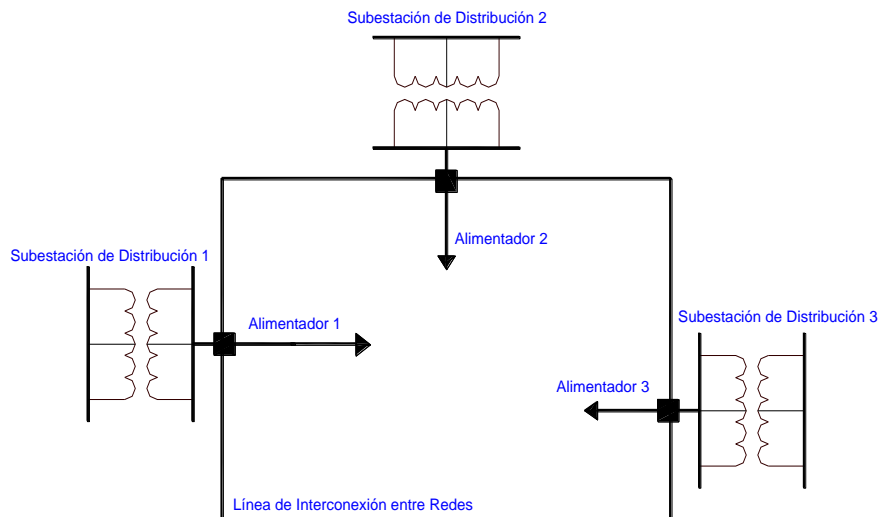 Subestación de Distribución 2
Alimentador 2
Subestación de Distribución 1
Alimentador 1
Subestación de Distribución 3
Alimentador 3
Línea de Interconexión entre Redes